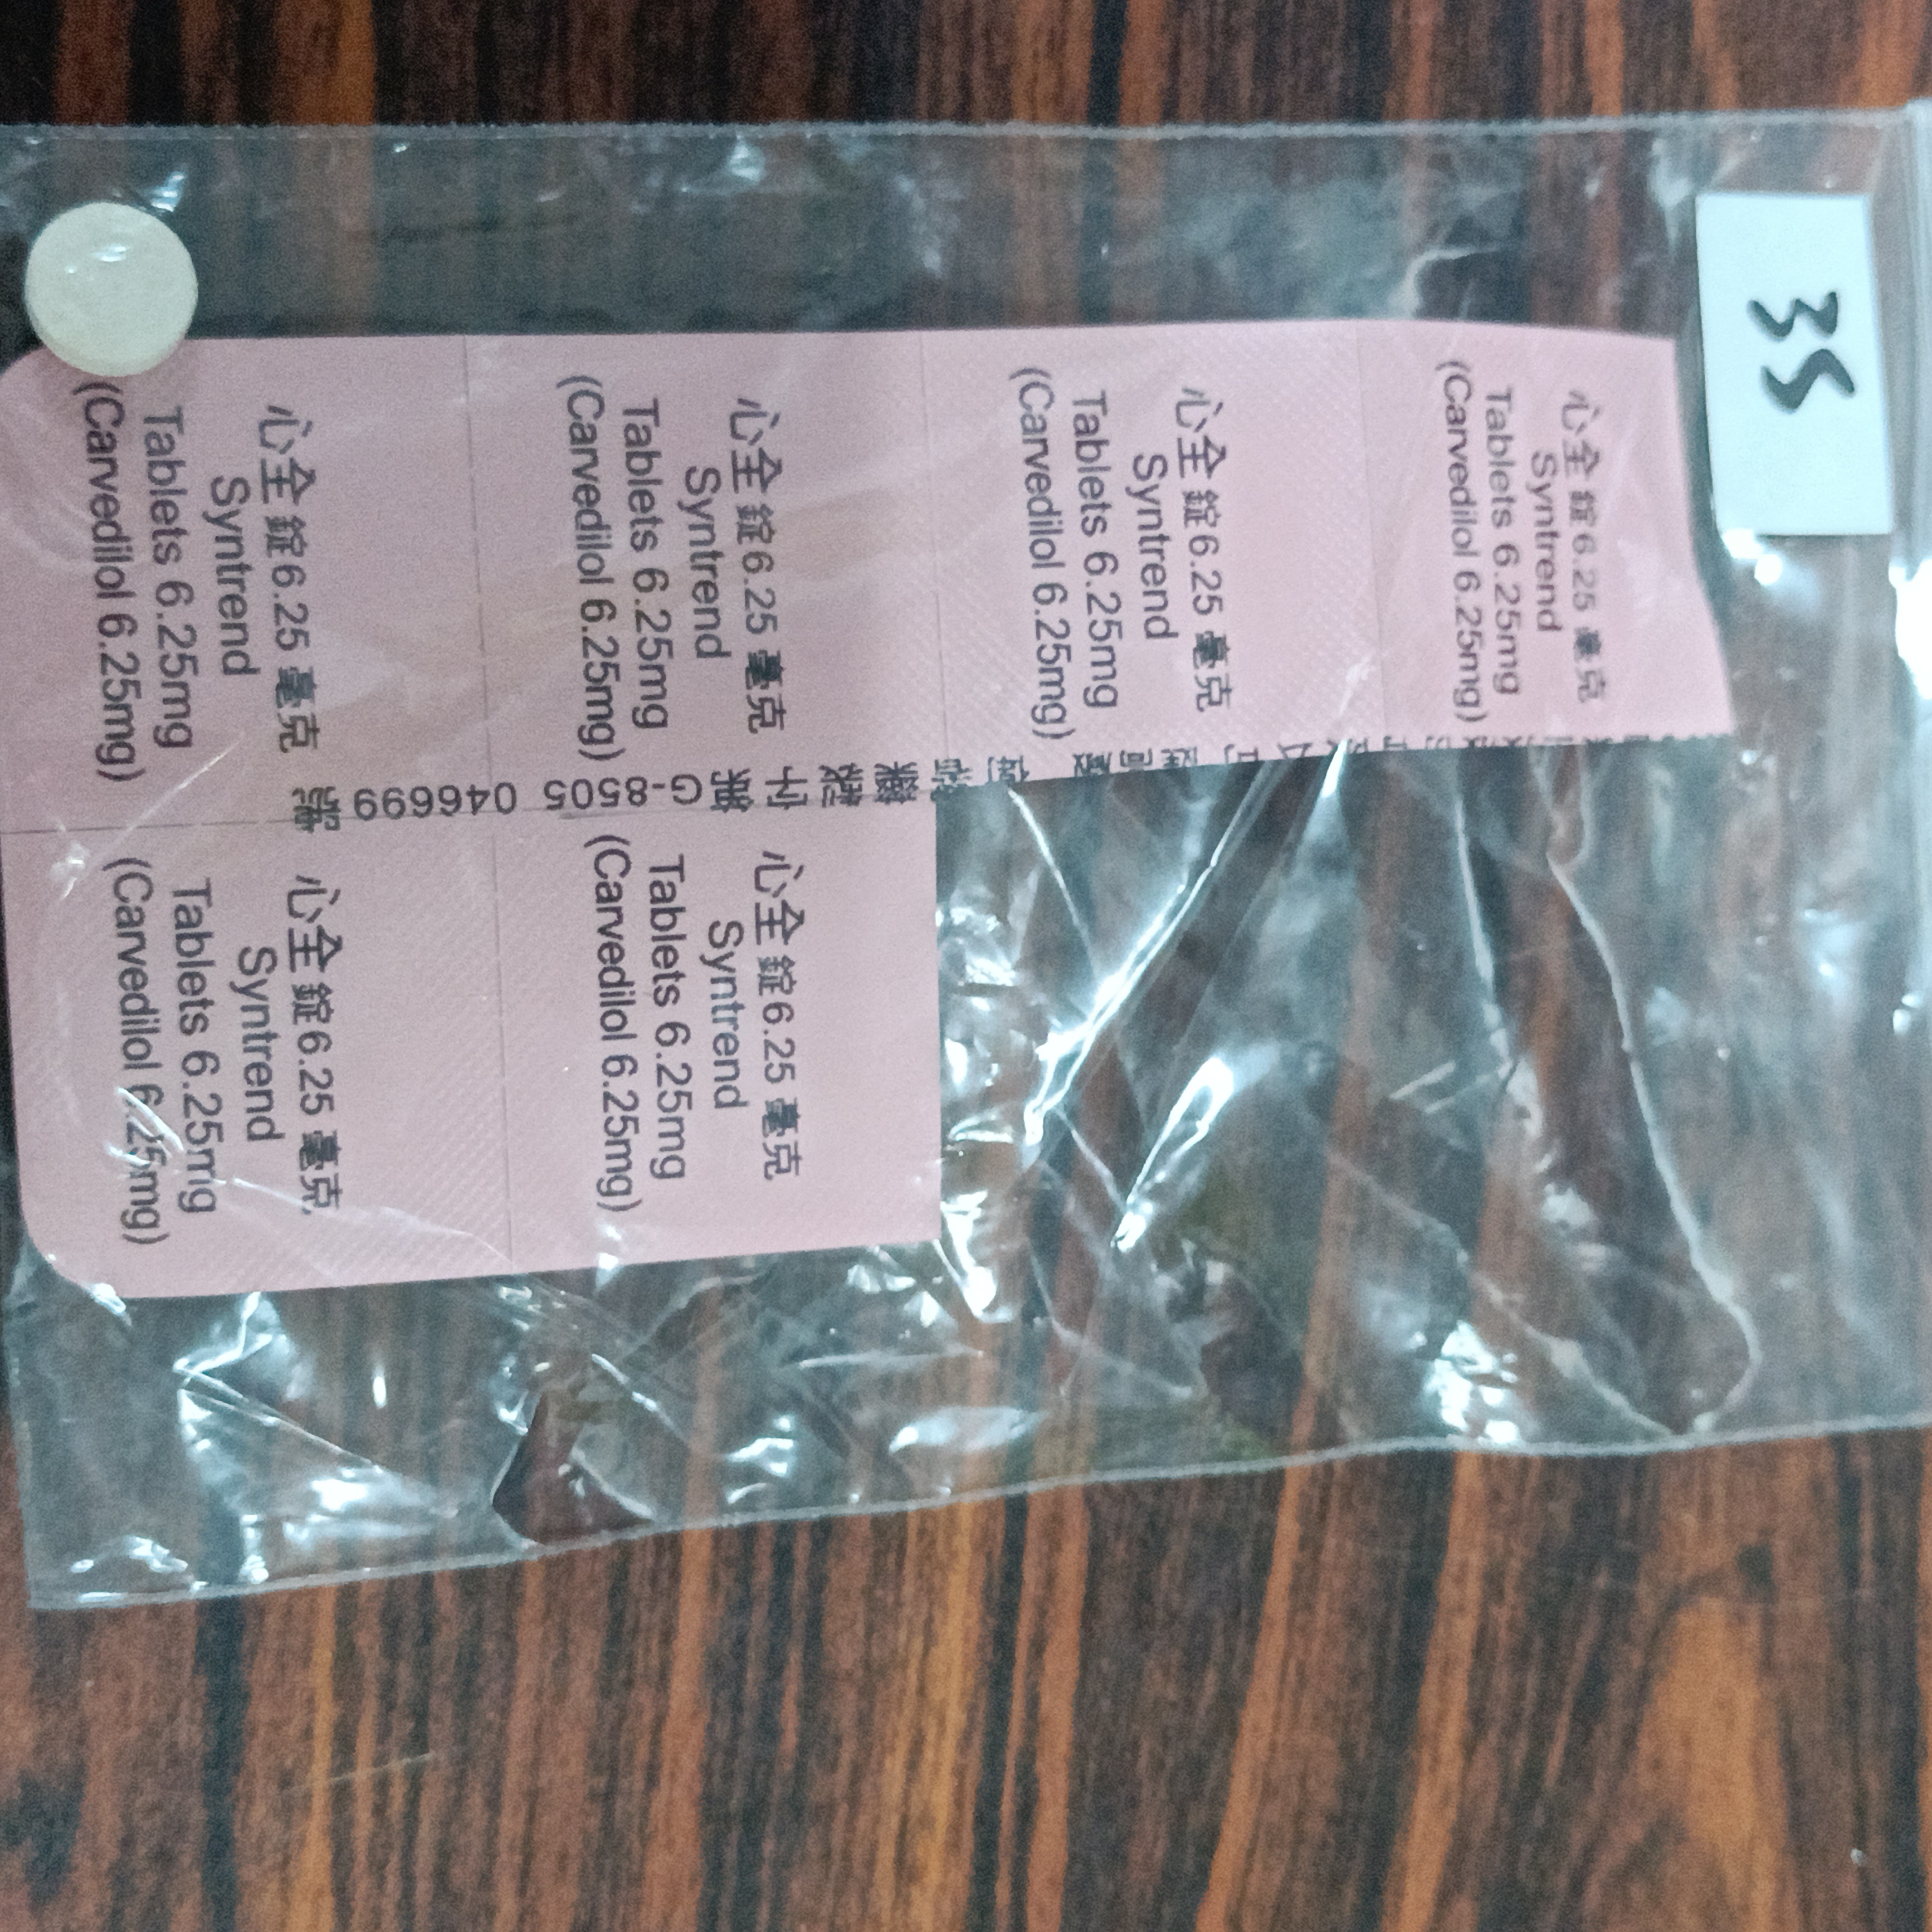 35
心全錠6.25 毫克
Syntrend
Tablets 6.25mg
(Carvedilol 6.25mg)
心全錠6.25 毫克
Syntrend
Tablets 6.25mg
(Carvedilol 6.25mg)
心全錠6.25 毫克
Syntrend
Tablets 6.25mg
(Carvedilol 6.25mg)
心全錠6.25 毫克
Syntrend
Tablets 6.25mg
(Carvedilol 6.25mg)
心全錠6.25 毫克
Syntrend
Tablets 6.25mg
(Carvedilol 6.25mg)
心全錠6.25 毫克
Syntrend
Tablets 6.25mg
(Carvedilol 6.25mg)
衛署藥製字第G-8505 046699號